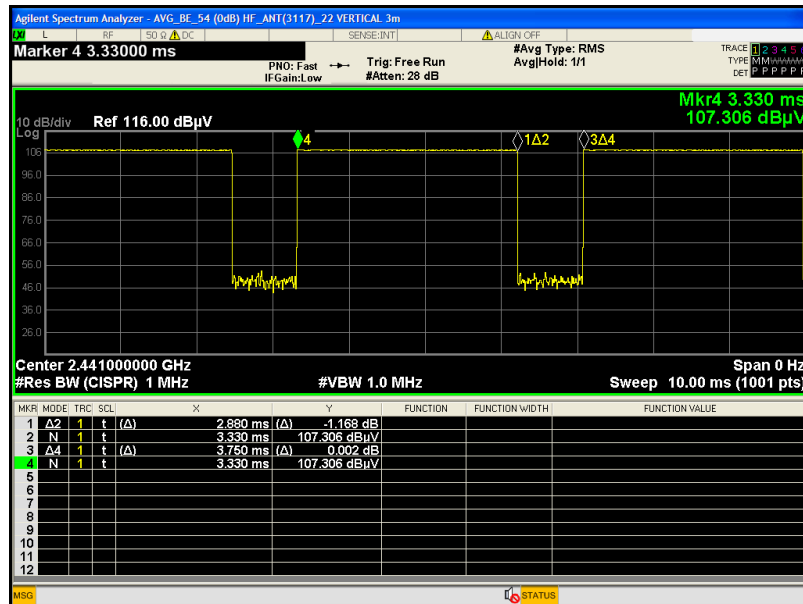 Agilent Spectrum Analyzer - AVG_BE_54 (0dB) HF_ANT(3117)_22 VERTICAL 3m
LXI L RF 50 Ω DC SENSE:INT ALIGN OFF
Marker 4 3.33000 ms #Avg Type: RMS TRACE 1 2 3 4 5
PNO: Fast Trig: Free Run Avg|Hold: 1/1 TYPE MMWWWW
IFGain:Low #Atten: 28 dB DET P P P P P
Mkr4 3.330 ms
10 dB/div Ref 116.00 dBµV 107.306 dBµV
Log
4 1Δ2 3Δ4
106
96.0
86.0
76.0
66.0
56.0
46.0
36.0
26.0
Center 2.441000000 GHz Span 0 Hz
#Res BW (CISPR) 1 MHz #VBW 1.0 MHz Sweep 10.00 ms (1001 pts)
MKR MODE TRC SCL X Y FUNCTION FUNCTION WIDTH FUNCTION VALUE
1 Δ2 1 t (Δ) 2.880 ms (Δ) -1.168 dB
2 N 1 t 3.330 ms 107.306 dBµV
3 Δ4 1 t (Δ) 3.750 ms (Δ) 0.002 dB
4 N 1 t 3.330 ms 107.306 dBµV
5
6
7
8
9
10
11
12
MSG STATUS